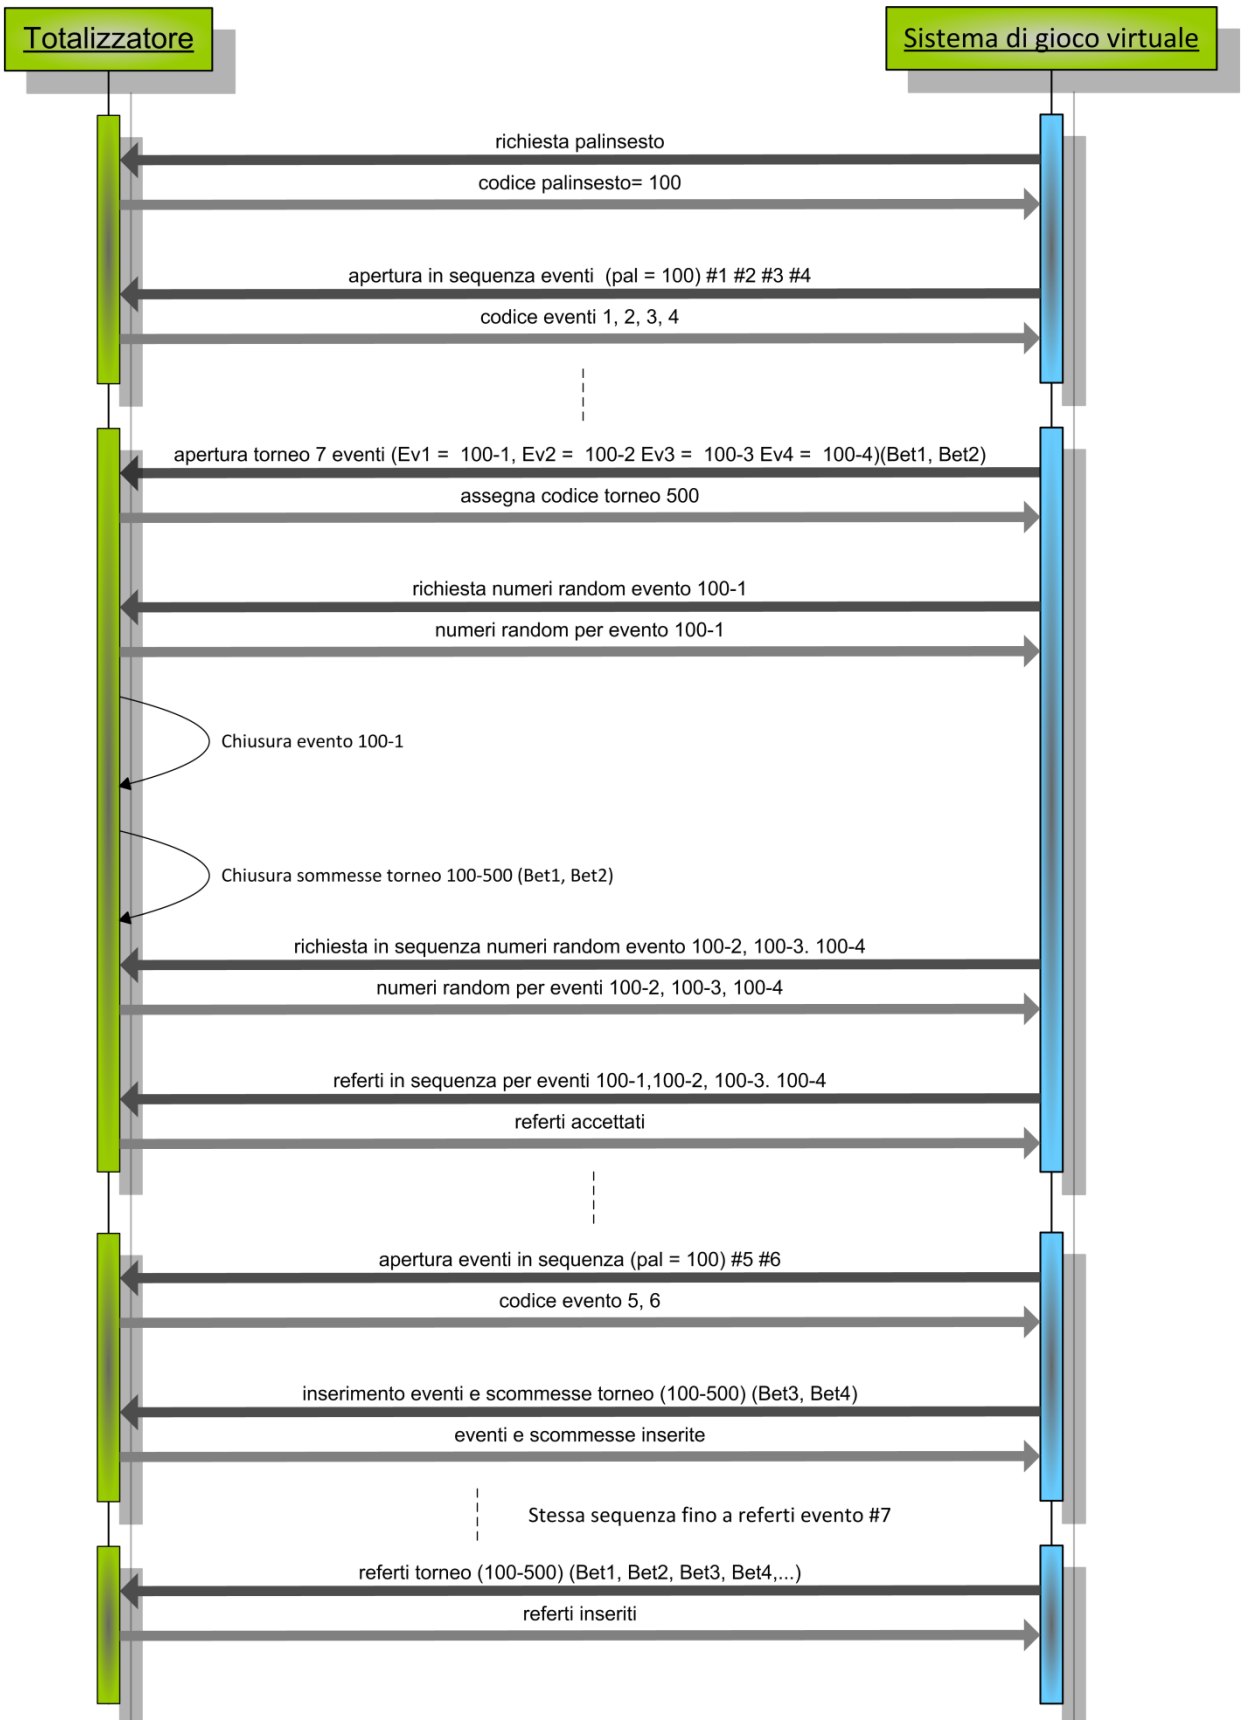 Totalizzatore
Sistema di gioco virtuale
richiesta palinsesto
codice palinsesto= 100
apertura in sequenza eventi  (pal = 100) #1 #2 #3 #4
codice eventi 1, 2, 3, 4
apertura torneo 7 eventi (Ev1 =  100-1, Ev2 =  100-2 Ev3 =  100-3 Ev4 =  100-4)(Bet1, Bet2)
assegna codice torneo 500
richiesta numeri random evento 100-1
numeri random per evento 100-1
Chiusura evento 100-1
Chiusura sommesse torneo 100-500 (Bet1, Bet2)
richiesta in sequenza numeri random evento 100-2, 100-3. 100-4
numeri random per eventi 100-2, 100-3, 100-4
referti in sequenza per eventi 100-1,100-2, 100-3. 100-4
referti accettati
apertura eventi in sequenza (pal = 100) #5 #6
codice evento 5, 6
inserimento eventi e scommesse torneo (100-500) (Bet3, Bet4)
eventi e scommesse inserite
Stessa sequenza fino a referti evento #7
referti torneo (100-500) (Bet1, Bet2, Bet3, Bet4,...)
referti inseriti